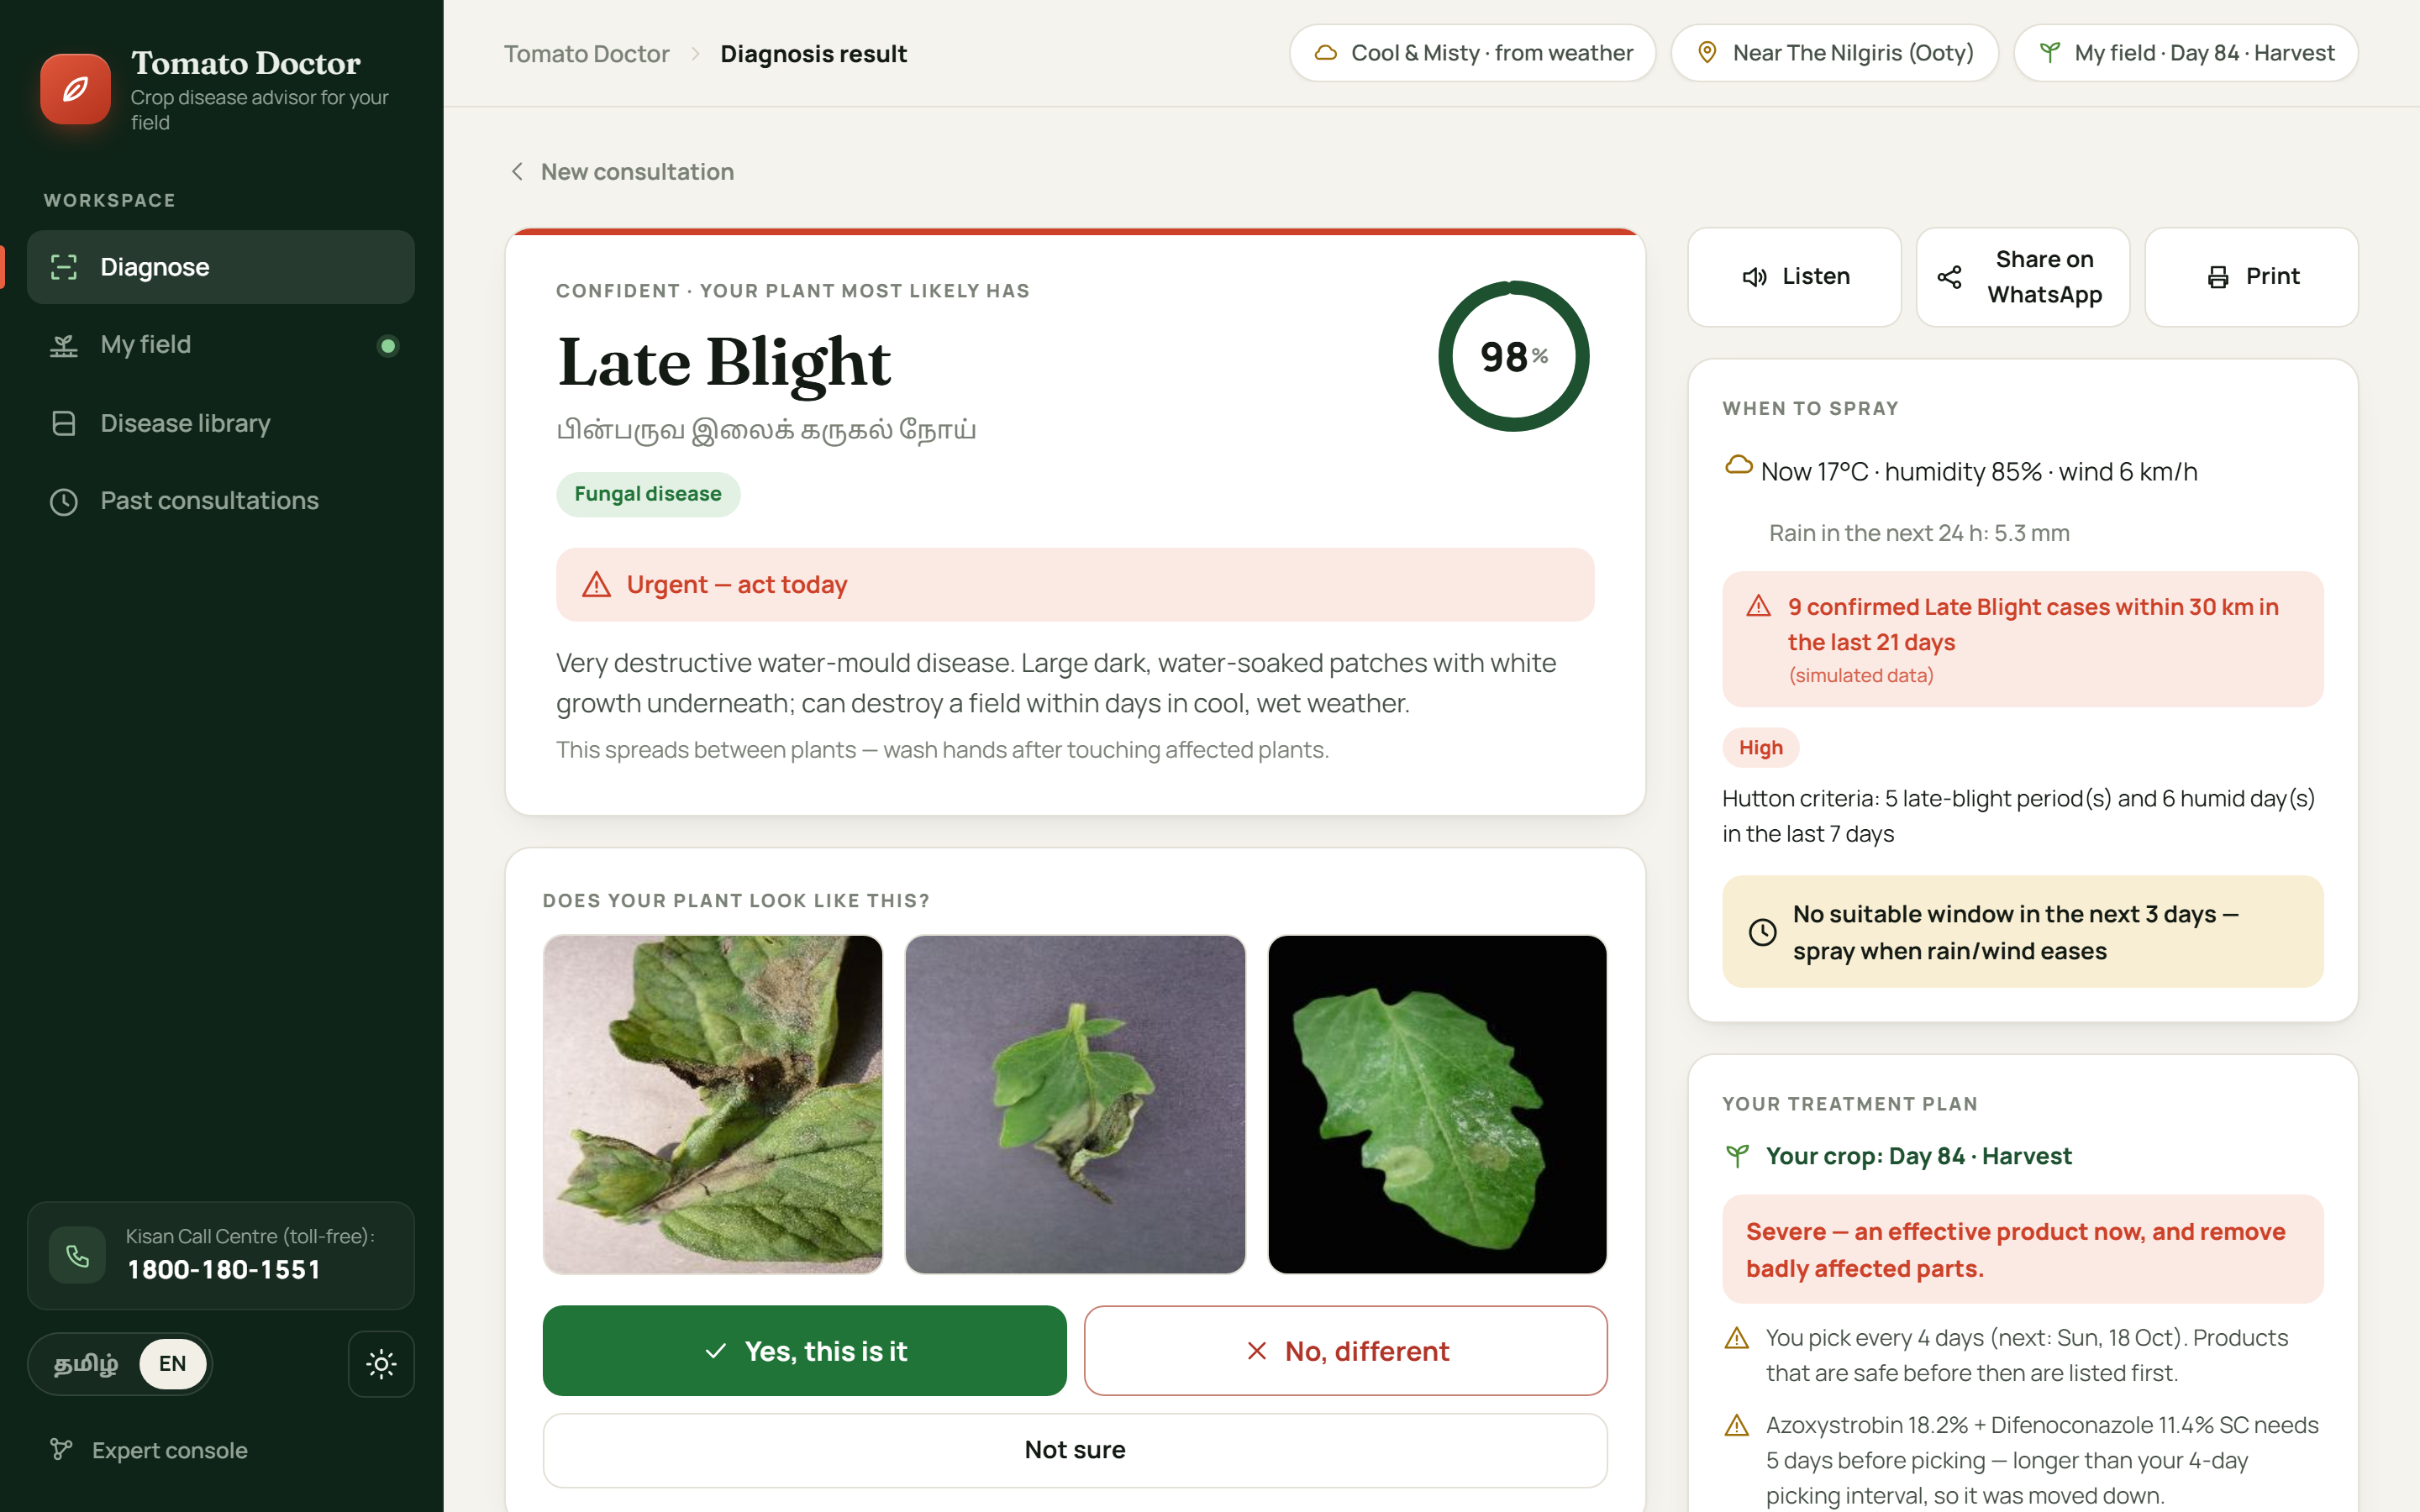 Tomato Doctor
Crop disease advisor for your
field
WORKSPACE
Diagnose
My field
Disease library
Past consultations
Kisan Call Centre (toll-free):
1800-180-1551
தமிழ் EN
Expert console
Tomato Doctor > Diagnosis result
Cool & Misty · from weather
Near The Nilgiris (Ooty)
My field · Day 84 · Harvest
New consultation
CONFIDENT · YOUR PLANT MOST LIKELY HAS
Late Blight
பின்பருவ இலைக் கருகல் நோய்
98%
Fungal disease
Urgent — act today
Very destructive water-mould disease. Large dark, water-soaked patches with white
growth underneath; can destroy a field within days in cool, wet weather.
This spreads between plants — wash hands after touching affected plants.
DOES YOUR PLANT LOOK LIKE THIS?
Yes, this is it
No, different
Not sure
Listen
Share on
WhatsApp
Print
WHEN TO SPRAY
Now 17°C · humidity 85% · wind 6 km/h
Rain in the next 24 h: 5.3 mm
9 confirmed Late Blight cases within 30 km in
the last 21 days
(simulated data)
High
Hutton criteria: 5 late-blight period(s) and 6 humid day(s)
in the last 7 days
No suitable window in the next 3 days —
spray when rain/wind eases
YOUR TREATMENT PLAN
Your crop: Day 84 · Harvest
Severe — an effective product now, and remove
badly affected parts.
You pick every 4 days (next: Sun, 18 Oct). Products
that are safe before then are listed first.
Azoxystrobin 18.2% + Difenoconazole 11.4% SC needs
5 days before picking — longer than your 4-day
picking interval, so it was moved down.